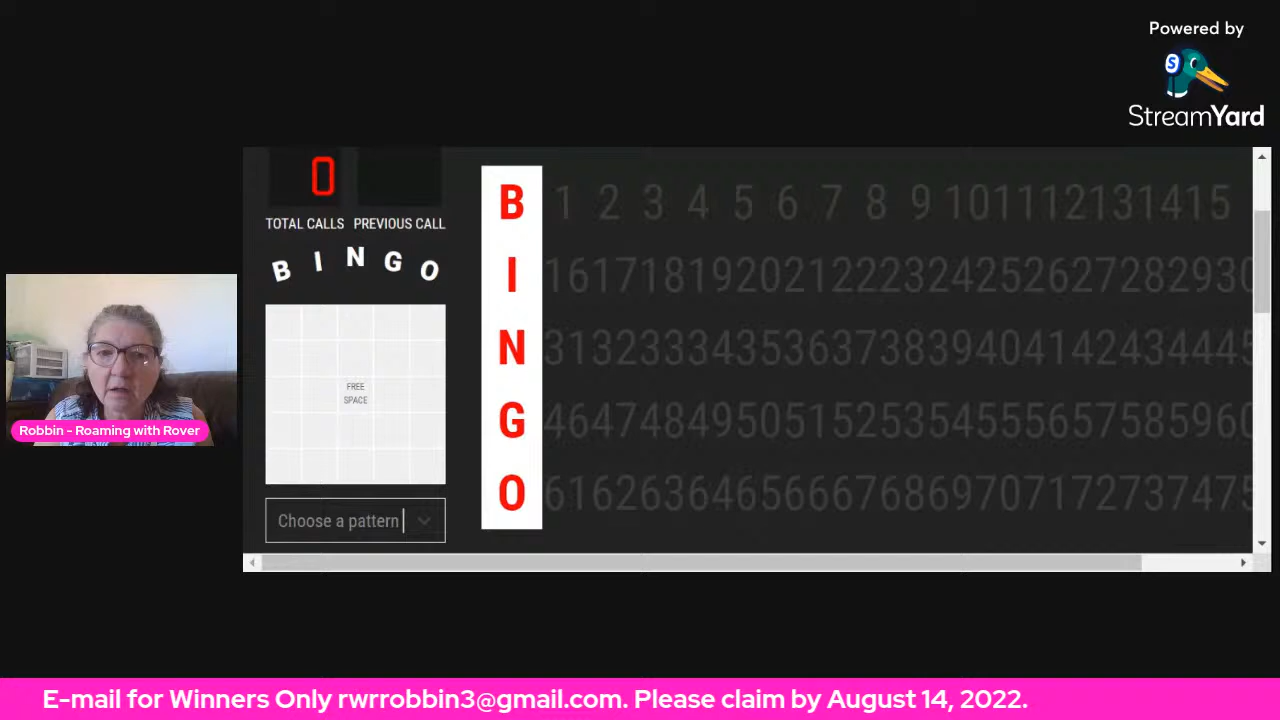 Powered by
S
StreamYard
0
TOTAL CALLS PREVIOUS CALL
B I N G O
FREE
SPACE
Choose a pattern
B 1 2 3 4 5 6 7 8 9 10 11 12 13 14 15
I 16 17 18 19 20 21 22 23 24 25 26 27 28 29 30
N 31 32 33 34 35 36 37 38 39 40 41 42 43 44 45
G 46 47 48 49 50 51 52 53 54 55 56 57 58 59 60
O 61 62 63 64 65 66 67 68 69 70 71 72 73 74 75
Robbin - Roaming with Rover
E-mail for Winners Only rwrrobbin3@gmail.com. Please claim by August 14, 2022.